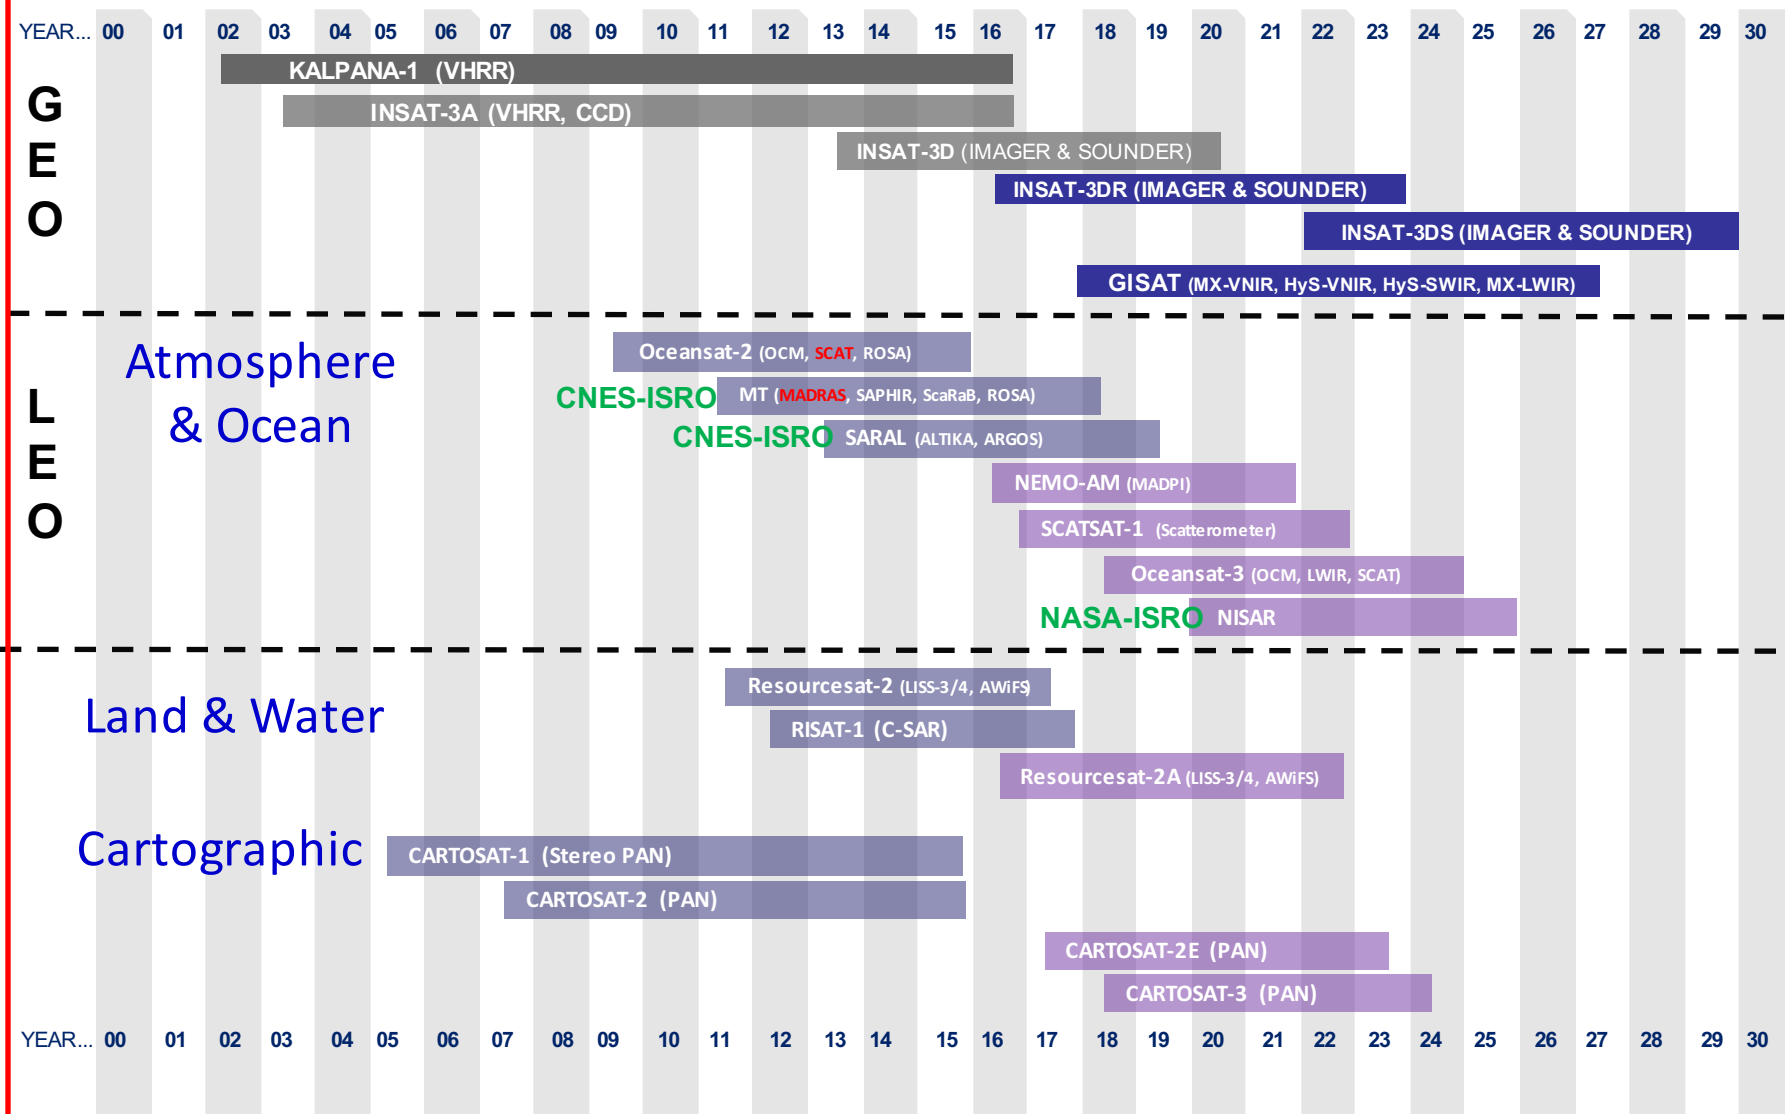 YEAR... 00 01 02 03 04 05 06 07 08 09 10 11 12 13 14 15 16 17 18 19 20 21 22 23 24 25 26 27 28 29 30
GEO
KALPANA-1 (VHRR)
INSAT-3A (VHRR, CCD)
INSAT-3D (IMAGER & SOUNDER)
INSAT-3DR (IMAGER & SOUNDER)
INSAT-3DS (IMAGER & SOUNDER)
GISAT (MX-VNIR, HyS-VNIR, HyS-SWIR, MX-LWIR)
LEO
Atmosphere
& Ocean
Oceansat-2 (OCM, SCAT, ROSA)
CNES-ISRO MT (MADRAS, SAPHIR, ScaRaB, ROSA)
CNES-ISRO SARAL (ALTIKA, ARGOS)
NEMO-AM (MADPI)
SCATSAT-1 (Scatterometer)
Oceansat-3 (OCM, LWIR, SCAT)
NASA-ISRO NISAR
Land & Water
Resourcesat-2 (LISS-3/4, AWiFS)
RISAT-1 (C-SAR)
Resourcesat-2A (LISS-3/4, AWiFS)
Cartographic
CARTOSAT-1 (Stereo PAN)
CARTOSAT-2 (PAN)
CARTOSAT-2E (PAN)
CARTOSAT-3 (PAN)
YEAR... 00 01 02 03 04 05 06 07 08 09 10 11 12 13 14 15 16 17 18 19 20 21 22 23 24 25 26 27 28 29 30